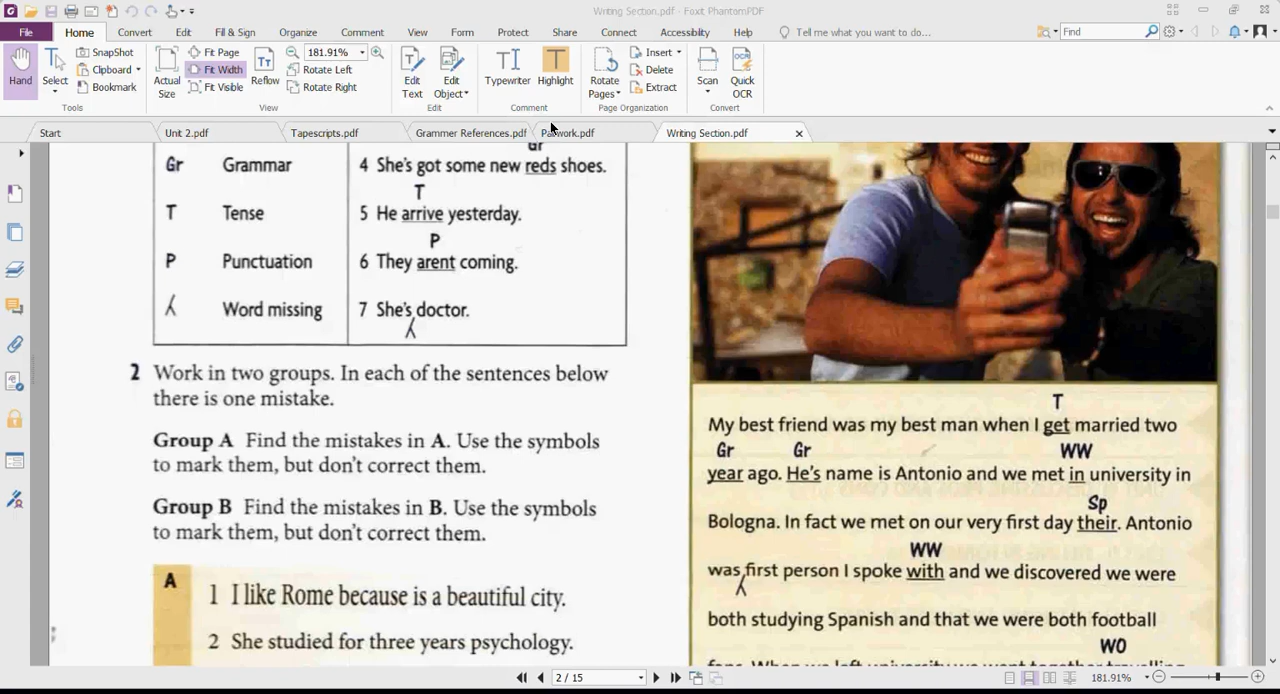 Writing Section.pdf - Foxit PhantomPDF
File Home Convert Edit Fill & Sign Organize Comment View Form Protect Share Connect Accessibility Help Tell me what you want to do... Find
Hand
Select
SnapShot
Clipboard
Bookmark
Tools
Actual Size
Fit Page
Fit Width
Fit Visible
Reflow
181.91%
Rotate Left
Rotate Right
View
Edit Text
Edit Object
Edit
Typewriter
Highlight
Comment
Rotate Pages
Insert
Delete
Extract
Page Organization
Scan
Quick OCR
Convert
Start
Unit 2.pdf
Tapescripts.pdf
Grammer References.pdf
Writing Section.pdf
Gr
Gr Grammar 4 She's got some new reds shoes.
T
T Tense 5 He arrive yesterday.
P
P Punctuation 6 They arent coming.
Word missing 7 She's doctor.
2 Work in two groups. In each of the sentences below
there is one mistake.
Group A Find the mistakes in A. Use the symbols
to mark them, but don't correct them.
Group B Find the mistakes in B. Use the symbols
to mark them, but don't correct them.
A
1 I like Rome because is a beautiful city.
2 She studied for three years psychology.
T
My best friend was my best man when I get married two
Gr Gr WW
year ago. He's name is Antonio and we met in university in
Sp
Bologna. In fact we met on our very first day their. Antonio
WW
was first person I spoke with and we discovered we were
both studying Spanish and that we were both football
WO
fans. When we left university we went together travelling
2 / 15
181.91%